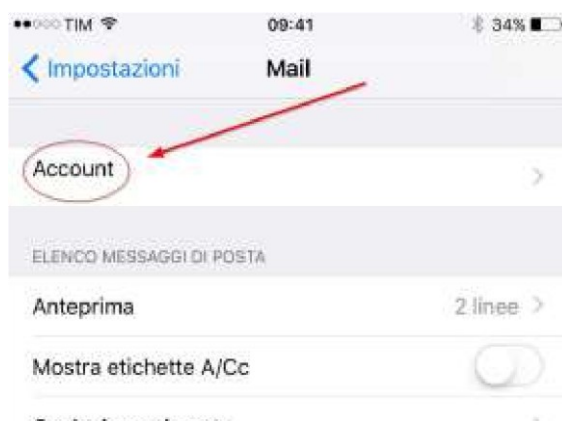 TIM 09:41 34%
Impostazioni Mail
Account
ELENCO MESSAGGI DI POSTA
Anteprima 2 linee
Mostra etichette A/Cc